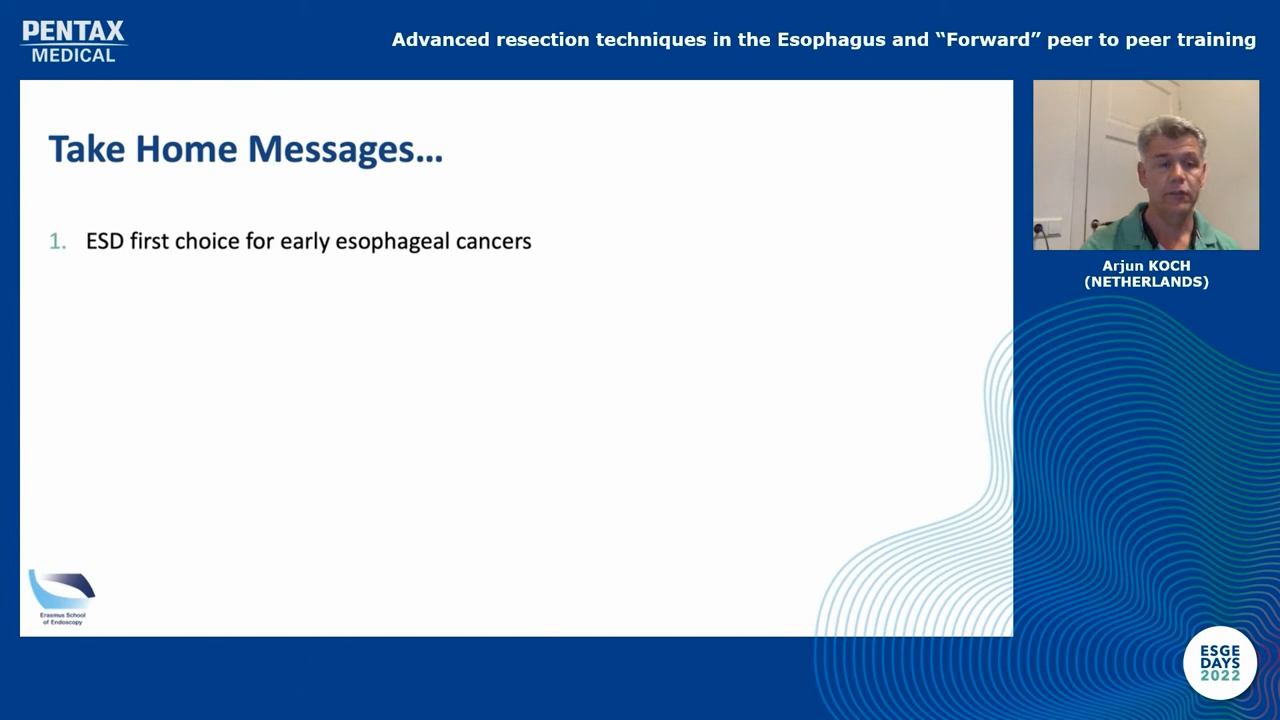 PENTAX
MEDICAL
Advanced resection techniques in the Esophagus and “Forward” peer to peer training
Take Home Messages...
1. ESD first choice for early esophageal cancers
Arjun KOCH
(NETHERLANDS)
Erasmus School
of Endoscopy
ESGE
DAYS
2022